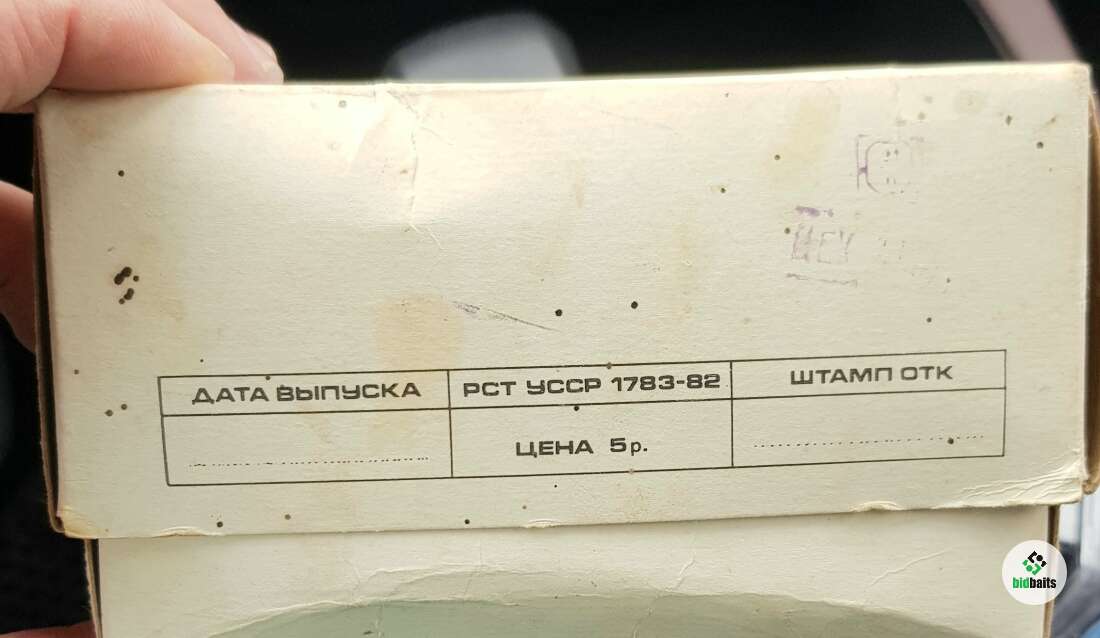 ДАТА ВЫПУСКА
РСТ УССР 1783-82
ШТАМП ОТК
ЦЕНА 5р.
bidbaits